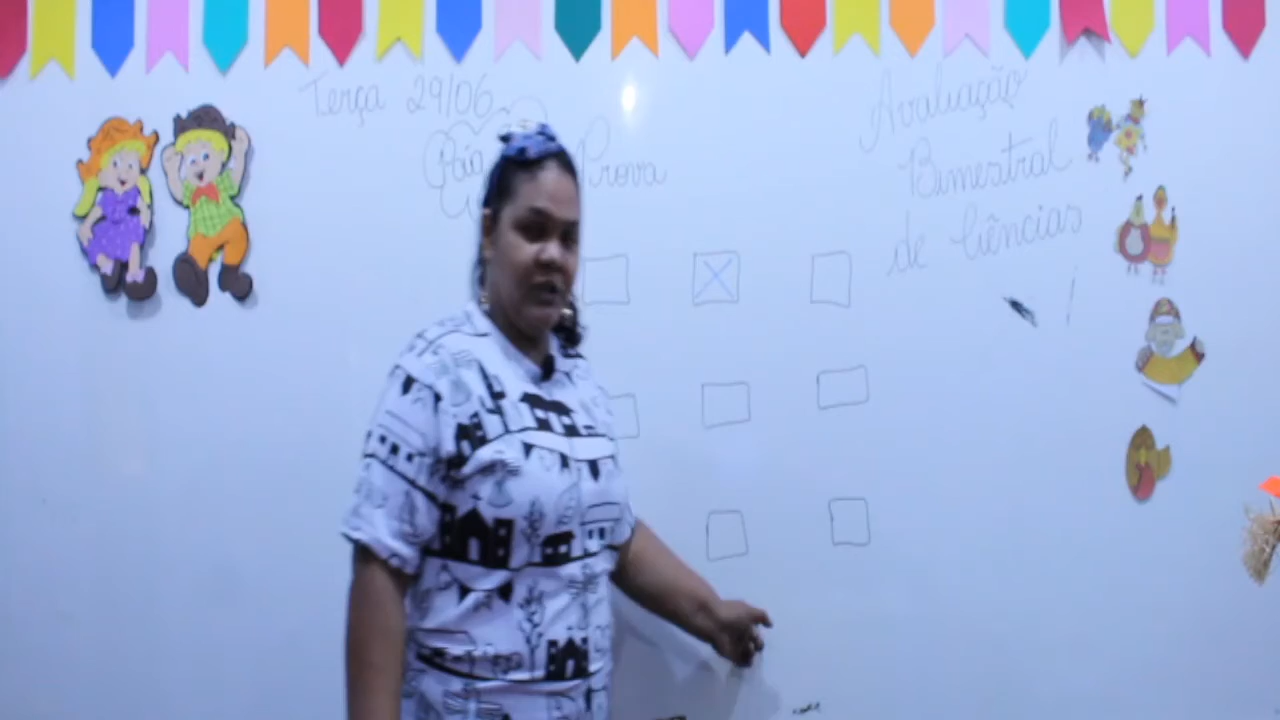 Terça 29/06
Prova
Avaliação
Bimestral
de Ciências